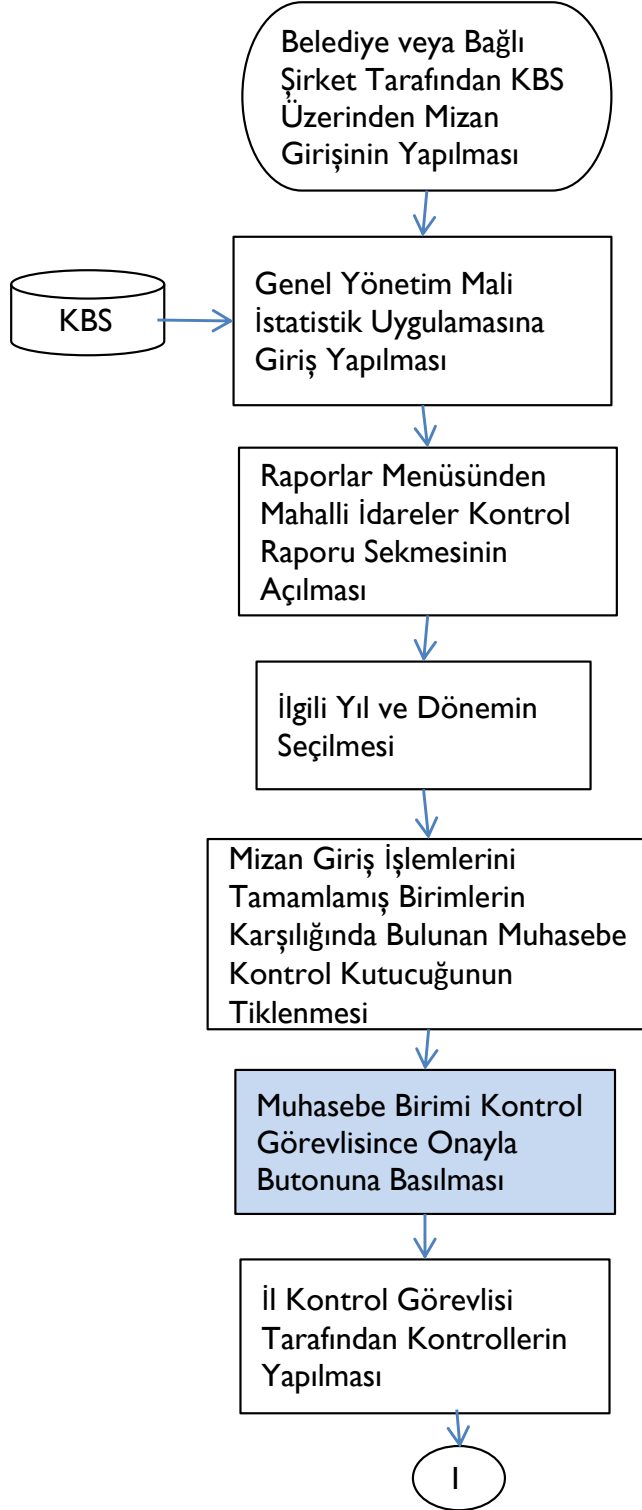 Belediye veya Bağlı
Şirket Tarafından KBS
Üzerinden Mizan
Girişinin Yapılması
KBS
Genel Yönetim Mali
İstatistik Uygulamasına
Giriş Yapılması
Raporlar Menüsünden
Mahalli İdareler Kontrol
Raporu Sekmesinin
Açılması
İlgili Yıl ve Dönemin
Seçilmesi
Mizan Giriş İşlemlerini
Tamamlamış Birimlerin
Karşılığında Bulunan Muhasebe
Kontrol Kutucuğunun
Tiklenmesi
Muhasebe Birimi Kontrol
Görevlisince Onayla
Butonuna Basılması
İl Kontrol Görevlisi
Tarafından Kontrollerin
Yapılması
1